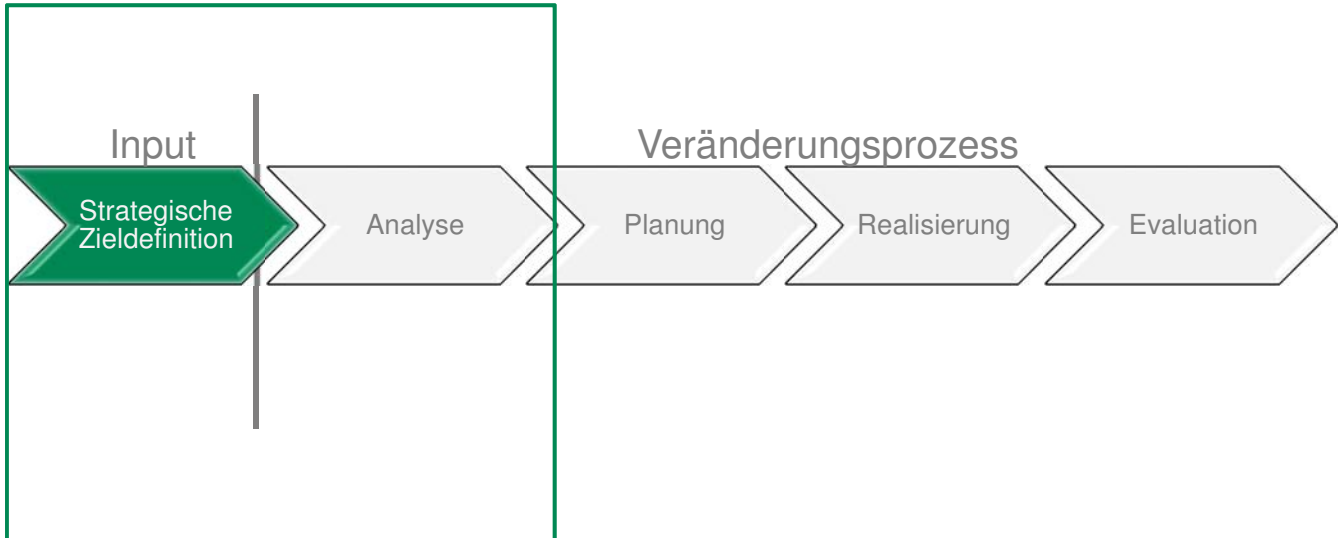 Input
Veränderungsprozess
Strategische
Zieldefinition
Analyse
Planung
Realisierung
Evaluation